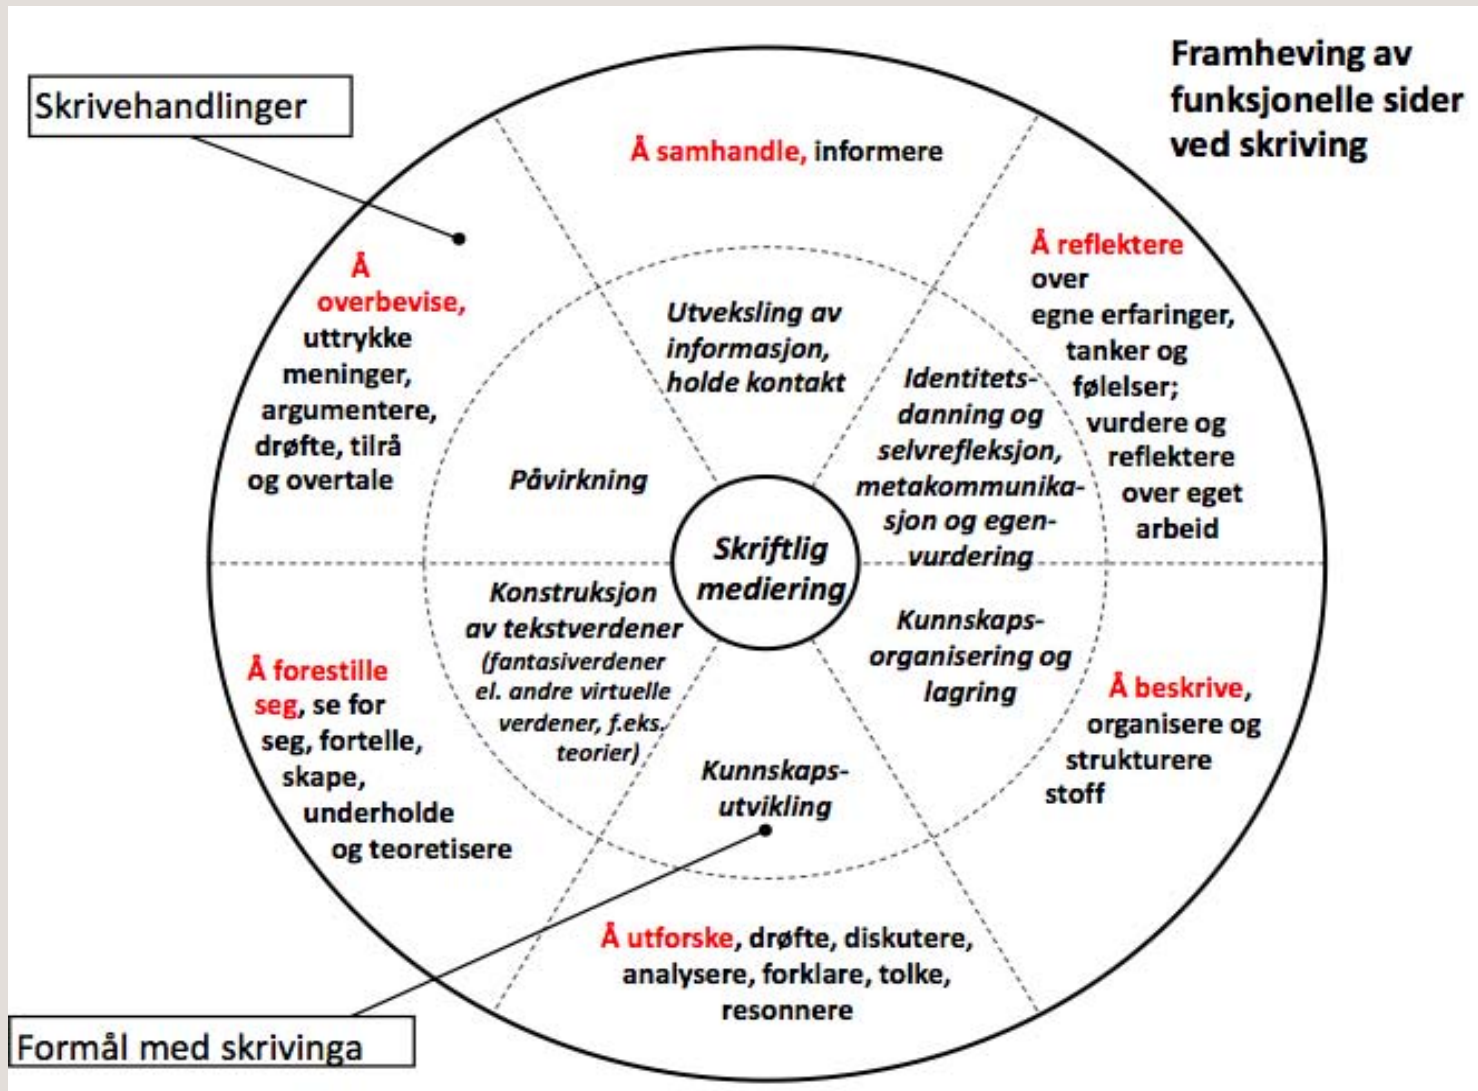 Framheving av
funksjonelle sider
ved skriving
Skrivehandlinger
Å samhandle, informere
Å reflektere
over
egne erfaringer,
tanker og
følelser;
vurdere og
reflektere
over eget
arbeid
Å beskrive,
organisere og
strukturere
stoff
Å utforske, drøfte, diskutere,
analysere, forklare, tolke,
resonnere
Å forestille
seg, se for
seg, fortelle,
skape,
underholde
og teoretisere
Å
overbevise,
uttrykke
meninger,
argumentere,
drøfte, tilrå
og overtale
Utveksling av
informasjon,
holde kontakt
Identitets-
danning og
selvrefleksjon,
metakommunika-
sjon og egen-
vurdering
Kunnskaps-
organisering og
lagring
Kunnskaps-
utvikling
Konstruksjon
av tekstverdener
(fantasiverdener
el. andre virtuelle
verdener, f.eks.
teorier)
Påvirkning
Skriftlig
mediering
Formål med skrivinga